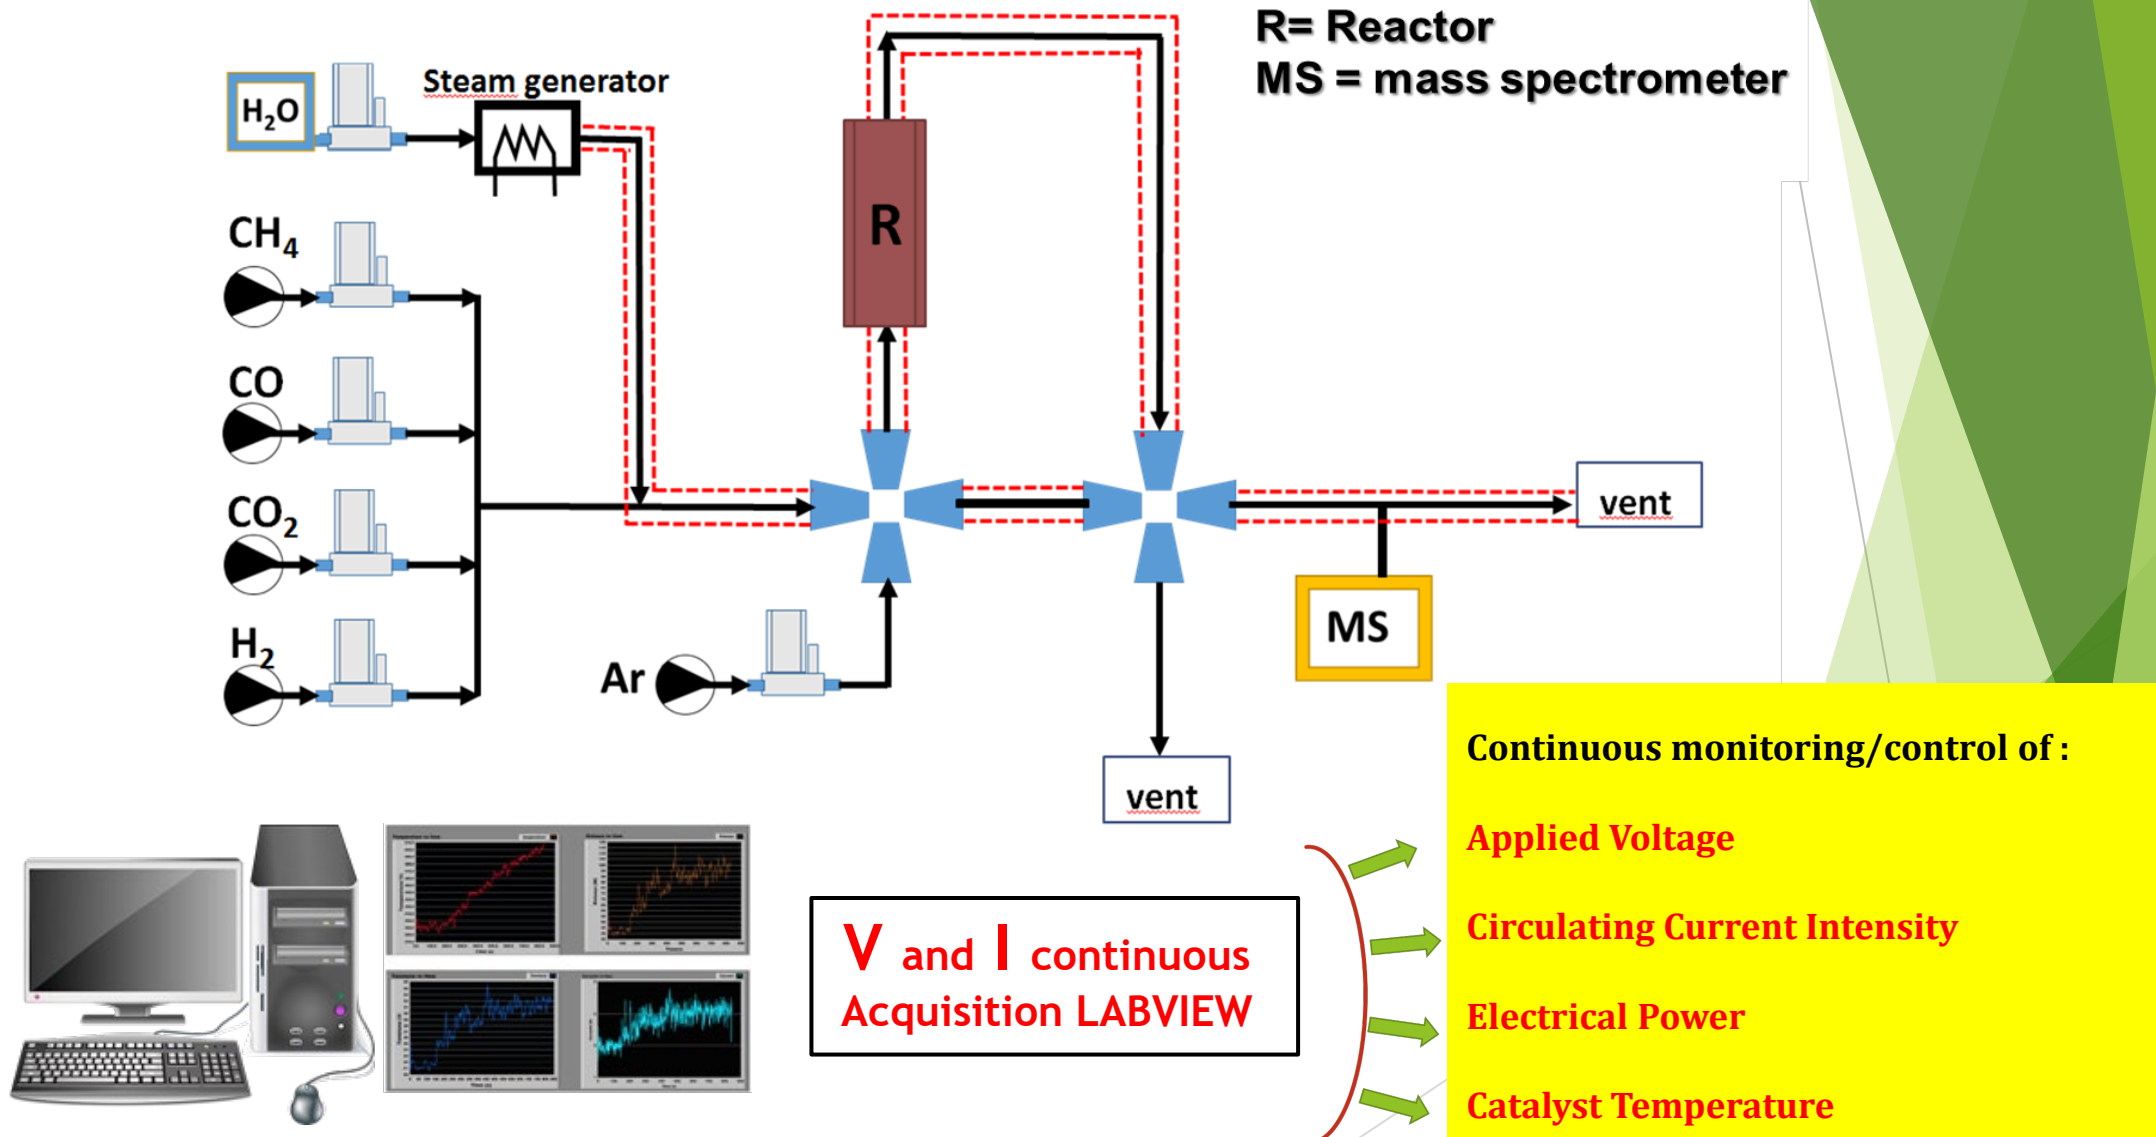 R= Reactor
MS = mass spectrometer
Steam generator
H₂O
CH₄
R
CO
CO₂
vent
H₂
Ar
MS
vent
Continuous monitoring/control of :
Applied Voltage
V and I continuous
Acquisition LABVIEW
Circulating Current Intensity
Electrical Power
Catalyst Temperature